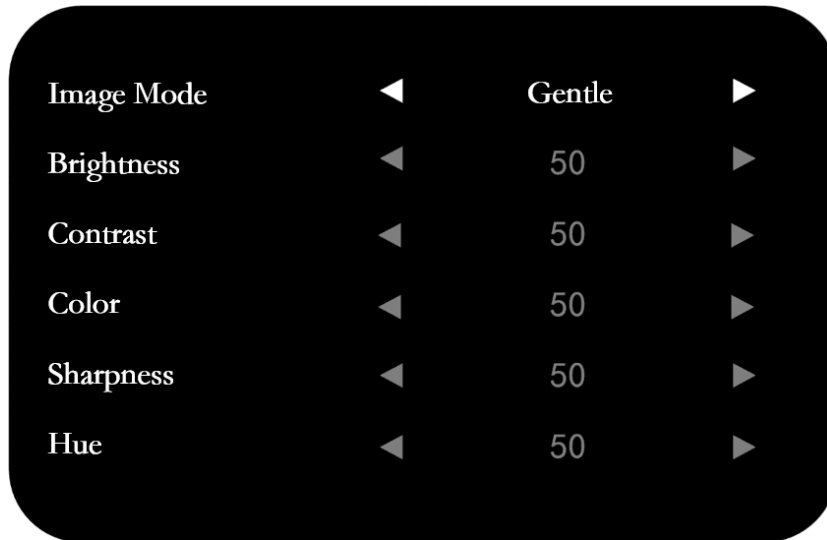 Image Mode Gentle
Brightness 50
Contrast 50
Color 50
Sharpness 50
Hue 50